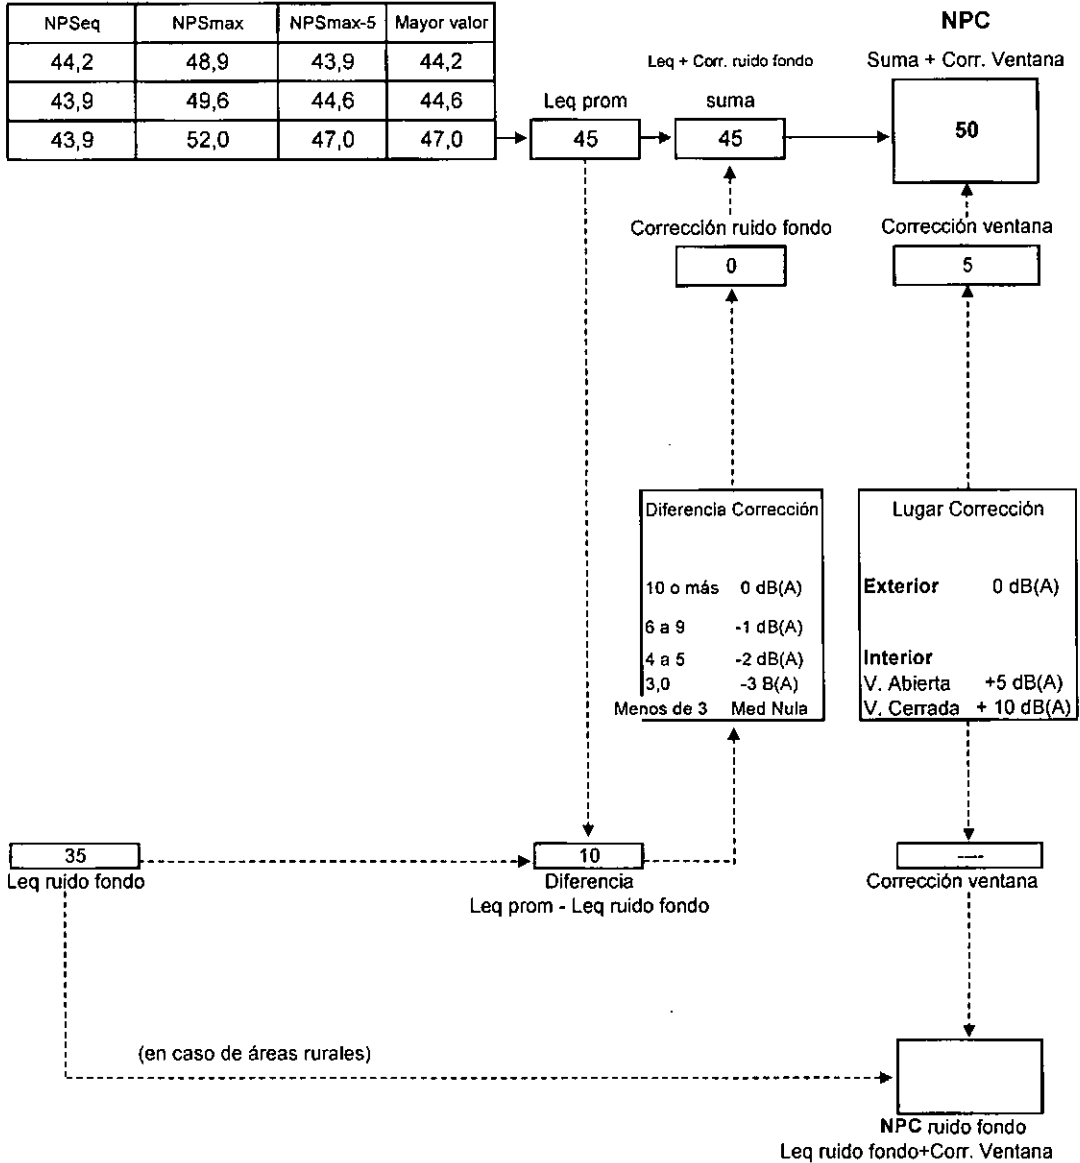 NPSeq NPSmax NPSmax-5 Mayor valor
44,2 48,9 43,9 44,2
43,9 49,6 44,6 44,6
43,9 52,0 47,0 47,0
Leq prom
45
Leq + Corr. ruido fondo
suma
45
NPC
Suma + Corr. Ventana
50
Corrección ruido fondo
0
Corrección ventana
5
Diferencia Corrección
10 o más 0 dB(A)
6 a 9 -1 dB(A)
4 a 5 -2 dB(A)
3,0 -3 B(A)
Menos de 3 Med Nula
Lugar Corrección
Exterior 0 dB(A)
Interior
V. Abierta +5 dB(A)
V. Cerrada + 10 dB(A)
35
Leq ruido fondo
10
Diferencia
Leq prom - Leq ruido fondo
----
Corrección ventana
(en caso de áreas rurales)
NPC ruido fondo
Leq ruido fondo+Corr. Ventana